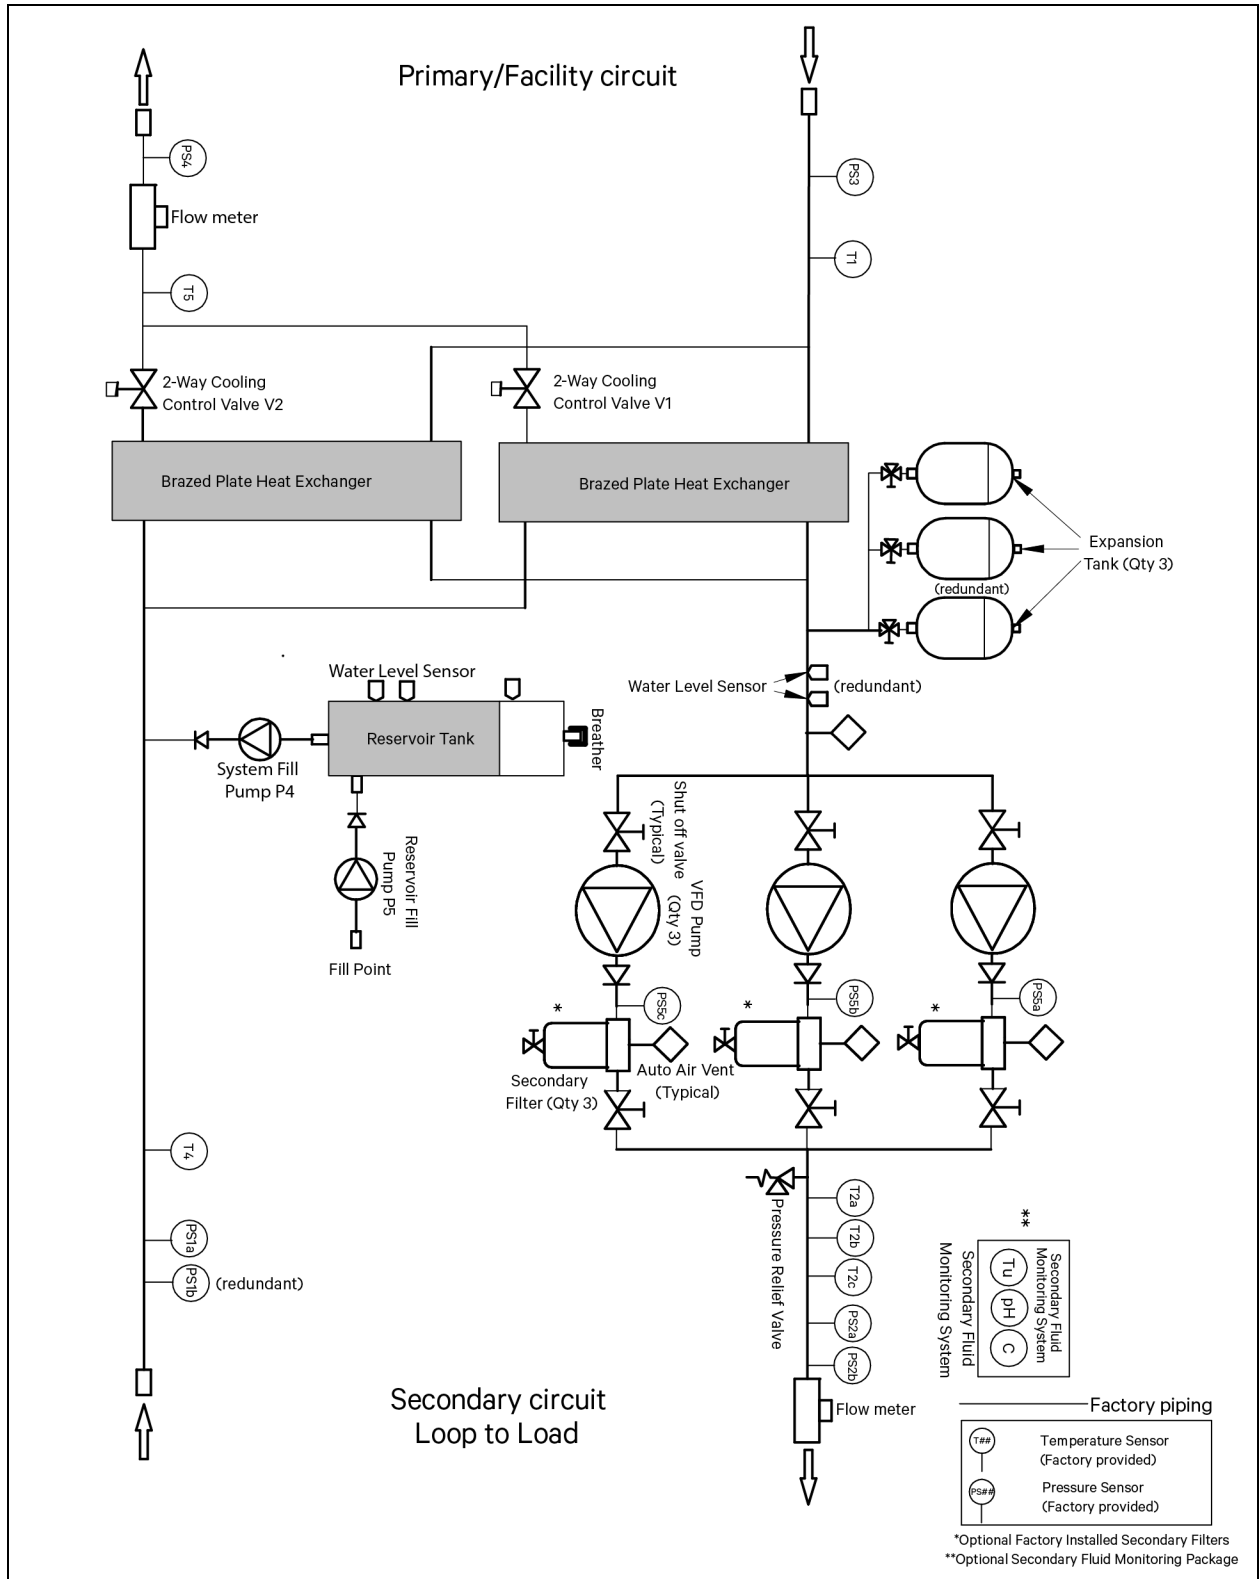 Primary/Facility circuit
PS4
PS3
Flow meter
T1
T5
2-Way Cooling
Control Valve V2
2-Way Cooling
Control Valve V1
Brazed Plate Heat Exchanger
Brazed Plate Heat Exchanger
Expansion
Tank (Qty 3)
(redundant)
Water Level Sensor
Water Level Sensor
(redundant)
Reservoir Tank
Breather
System Fill
Pump P4
Shut off valve
(Typical)
Reservoir Fill
Pump P5
VFD Pump
(Qty 3)
Fill Point
*
PS5c
*
PS5b
*
PS5a
Secondary
Filter (Qty 3)
Auto Air Vent
(Typical)
T4
Pressure Relief Valve
T2a
T2b
T2c
PS2a
PS2b
PS1a
PS1b
(redundant)
**
Secondary Fluid
Monitoring System
Tu
pH
C
Secondary Fluid
Monitoring System
Secondary circuit
Loop to Load
Flow meter
Factory piping
T##
Temperature Sensor
(Factory provided)
PS##
Pressure Sensor
(Factory provided)
*Optional Factory Installed Secondary Filters
**Optional Secondary Fluid Monitoring Package